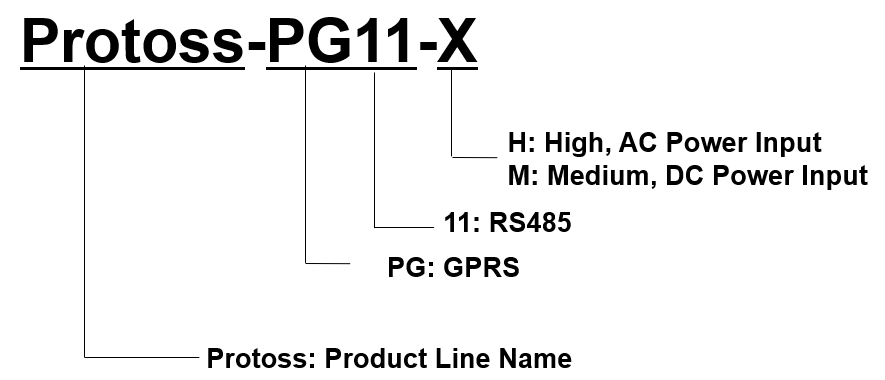 Protoss-PG11-X
H: High, AC Power Input
M: Medium, DC Power Input
11: RS485
PG: GPRS
Protoss: Product Line Name